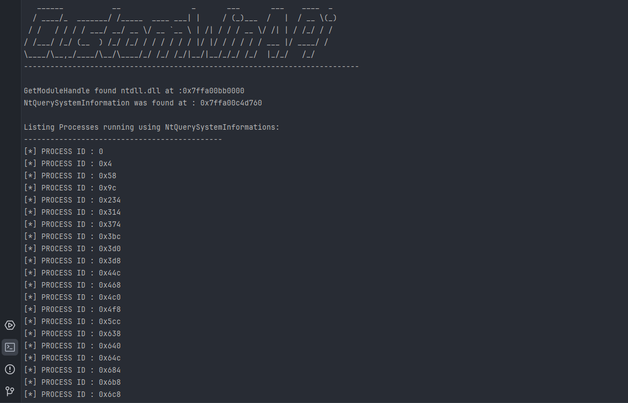 GetModuleHandle found ntdll.dll at :0x7ffa00bb0000
NtQuerySystemInformation was found at : 0x7ffa00c4d760
Listing Processes running using NtQuerySystemInformations:
--------------------------------------------
[*] PROCESS ID : 0
[*] PROCESS ID : 0x4
[*] PROCESS ID : 0x58
[*] PROCESS ID : 0x9c
[*] PROCESS ID : 0x234
[*] PROCESS ID : 0x314
[*] PROCESS ID : 0x374
[*] PROCESS ID : 0x3bc
[*] PROCESS ID : 0x3d0
[*] PROCESS ID : 0x3d8
[*] PROCESS ID : 0x44c
[*] PROCESS ID : 0x468
[*] PROCESS ID : 0x4c0
[*] PROCESS ID : 0x4f8
[*] PROCESS ID : 0x5cc
[*] PROCESS ID : 0x638
[*] PROCESS ID : 0x640
[*] PROCESS ID : 0x64c
[*] PROCESS ID : 0x684
[*] PROCESS ID : 0x6b8
[*] PROCESS ID : 0x6c8